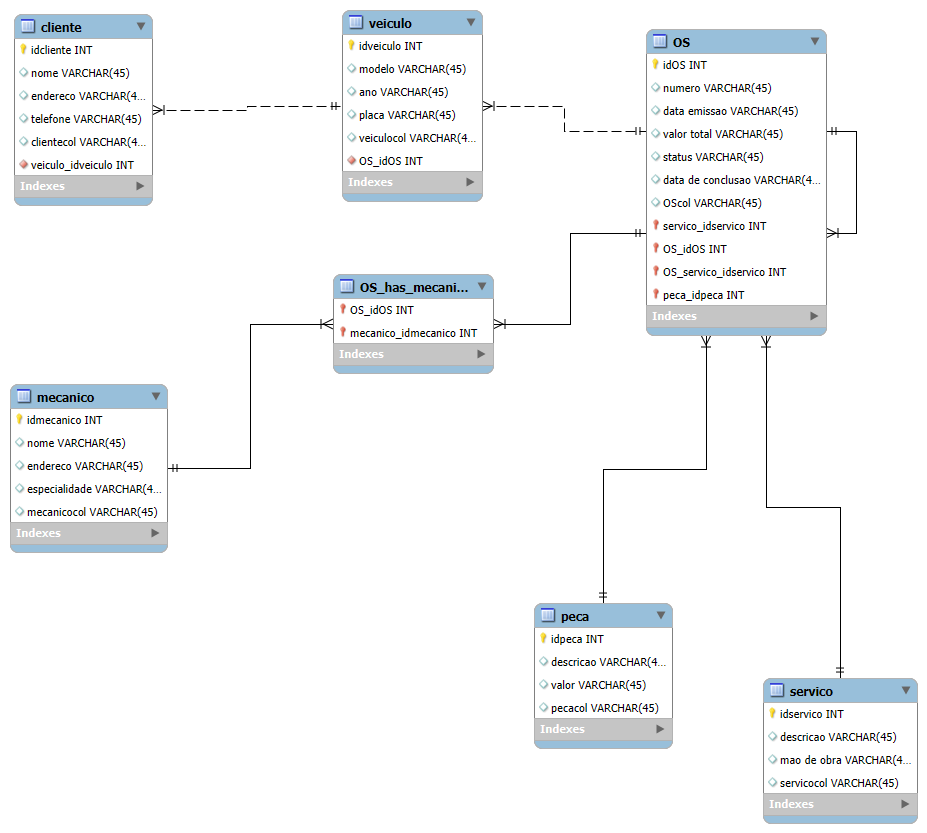 cliente
idcliente INT
nome VARCHAR(45)
endereco VARCHAR(4...
telefone VARCHAR(45)
clientecol VARCHAR(4...
veiculo_idveiculo INT
Indexes
veiculo
idveiculo INT
modelo VARCHAR(45)
ano VARCHAR(45)
placa VARCHAR(45)
veiculocol VARCHAR(4...
OS_idOS INT
Indexes
OS
idOS INT
numero VARCHAR(45)
data emissao VARCHAR(45)
valor total VARCHAR(45)
status VARCHAR(45)
data de conclusao VARCHAR(4...
OScol VARCHAR(45)
servico_idservico INT
OS_idOS INT
OS_servico_idservico INT
peca_idpeca INT
Indexes
OS_has_mecani...
OS_idOS INT
mecanico_idmecanico INT
Indexes
mecanico
idmecanico INT
nome VARCHAR(45)
endereco VARCHAR(45)
especialidade VARCHAR(4...
mecanicocol VARCHAR(45)
Indexes
peca
idpeca INT
descricao VARCHAR(4...
valor VARCHAR(45)
pecacol VARCHAR(45)
Indexes
servico
idservico INT
descricao VARCHAR(45)
mao de obra VARCHAR(4...
servicocol VARCHAR(45)
Indexes